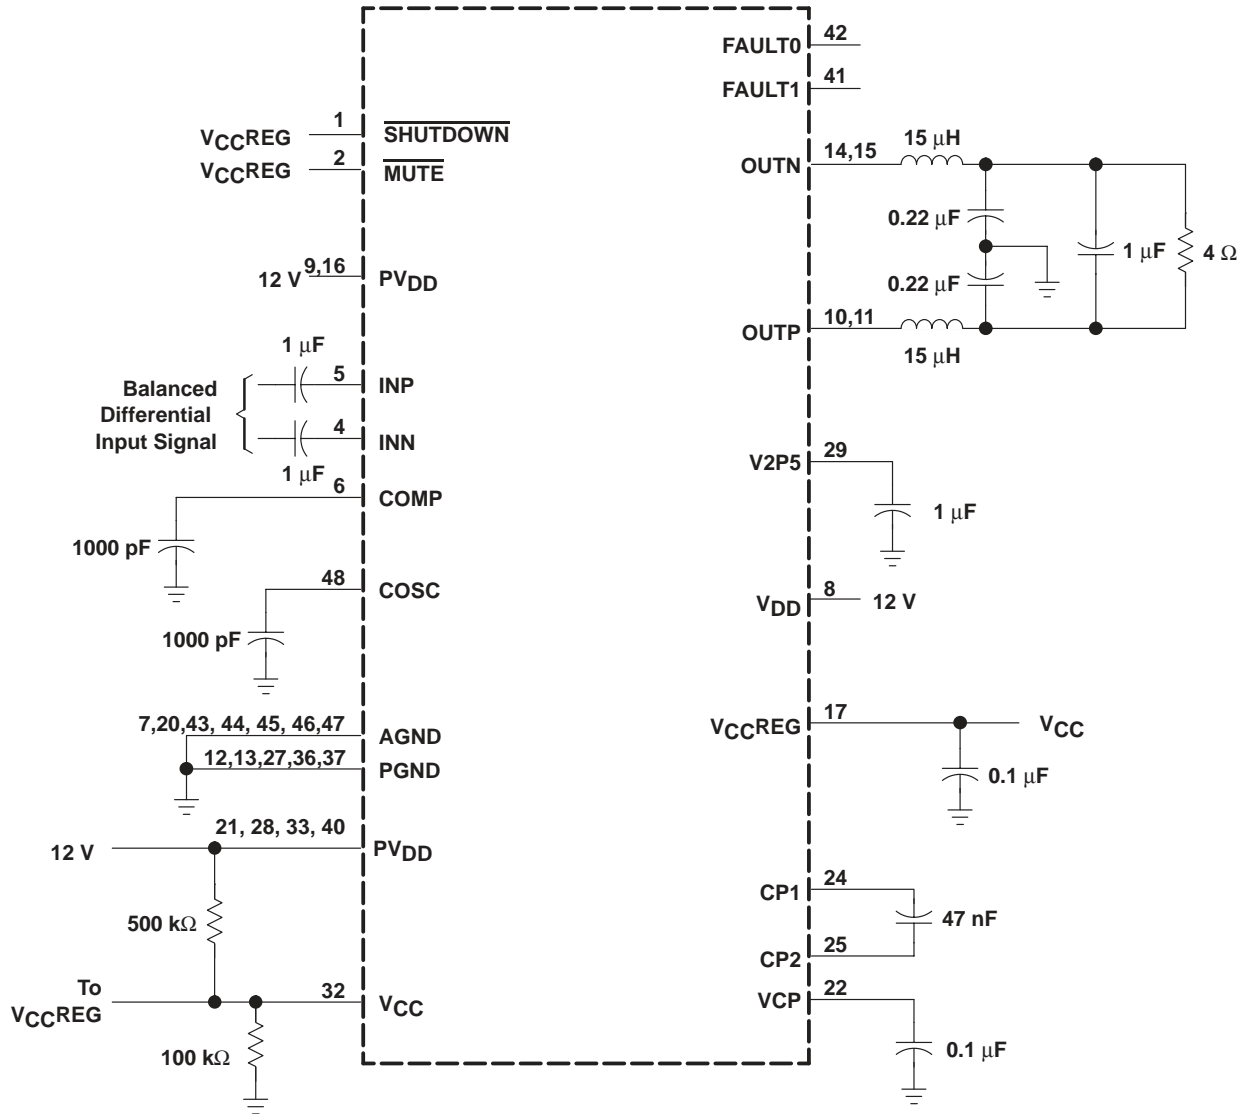 FAULT0 42
FAULT1 41
VCCREG 1 SHUTDOWN
VCCREG 2 MUTE
OUTN 14,15 15 μH
0.22 μF
0.22 μF
1 μF
4 Ω
OUTP 10,11
15 μH
12 V 9,16 PVDD
1 μF
Balanced
Differential
Input Signal
5 INP
4 INN
1 μF
6 COMP
1000 pF
V2P5 29
1 μF
48 COSC
1000 pF
VDD 8 12 V
7,20,43, 44, 45, 46,47 AGND
12,13,27,36,37 PGND
VCCREG 17 VCC
0.1 μF
12 V 21, 28, 33, 40 PVDD
500 kΩ
To
VCCREG
32 VCC
100 kΩ
CP1 24
47 nF
CP2 25
VCP 22
0.1 μF